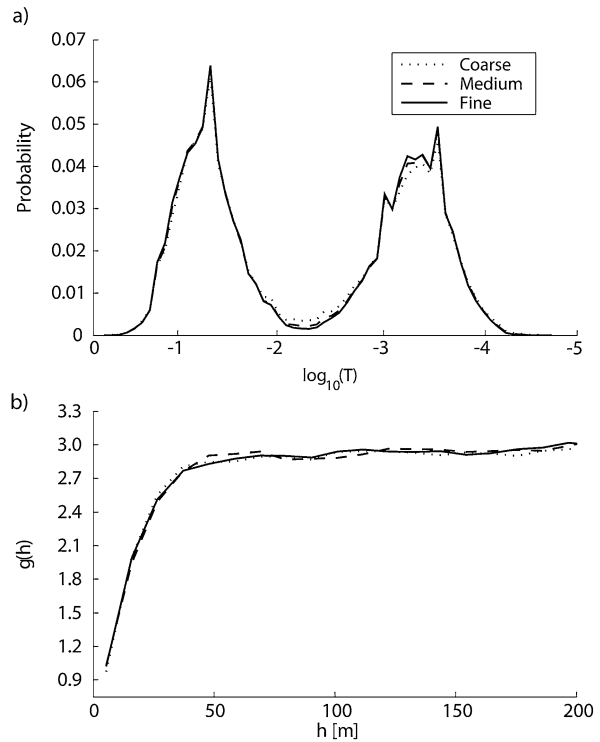 a)
0.07
0.06
0.05
0.04
0.03
0.02
0.01
0
Probability
Coarse
Medium
Fine
0 -1 -2 -3 -4 -5
log10(T)
b)
3.3
3.0
2.7
2.4
2.1
1.8
1.5
1.2
0.9
g(h)
0 50 100 150 200
h [m]